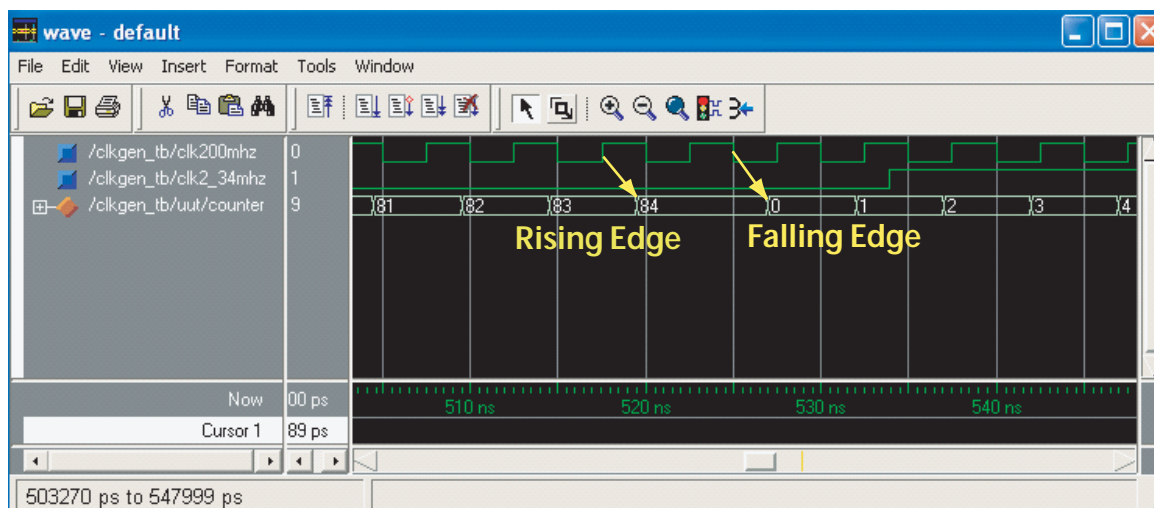 wave - default
File Edit View Insert Format Tools Window
/clkgen_tb/clk200mhz 0
/clkgen_tb/clk2_34mhz 1
/clkgen_tb/uut/counter 9
81 82 83 84 0 1 2 3 4
Rising Edge Falling Edge
Now 00 ps
510 ns 520 ns 530 ns 540 ns
Cursor 1 89 ps
503270 ps to 547999 ps